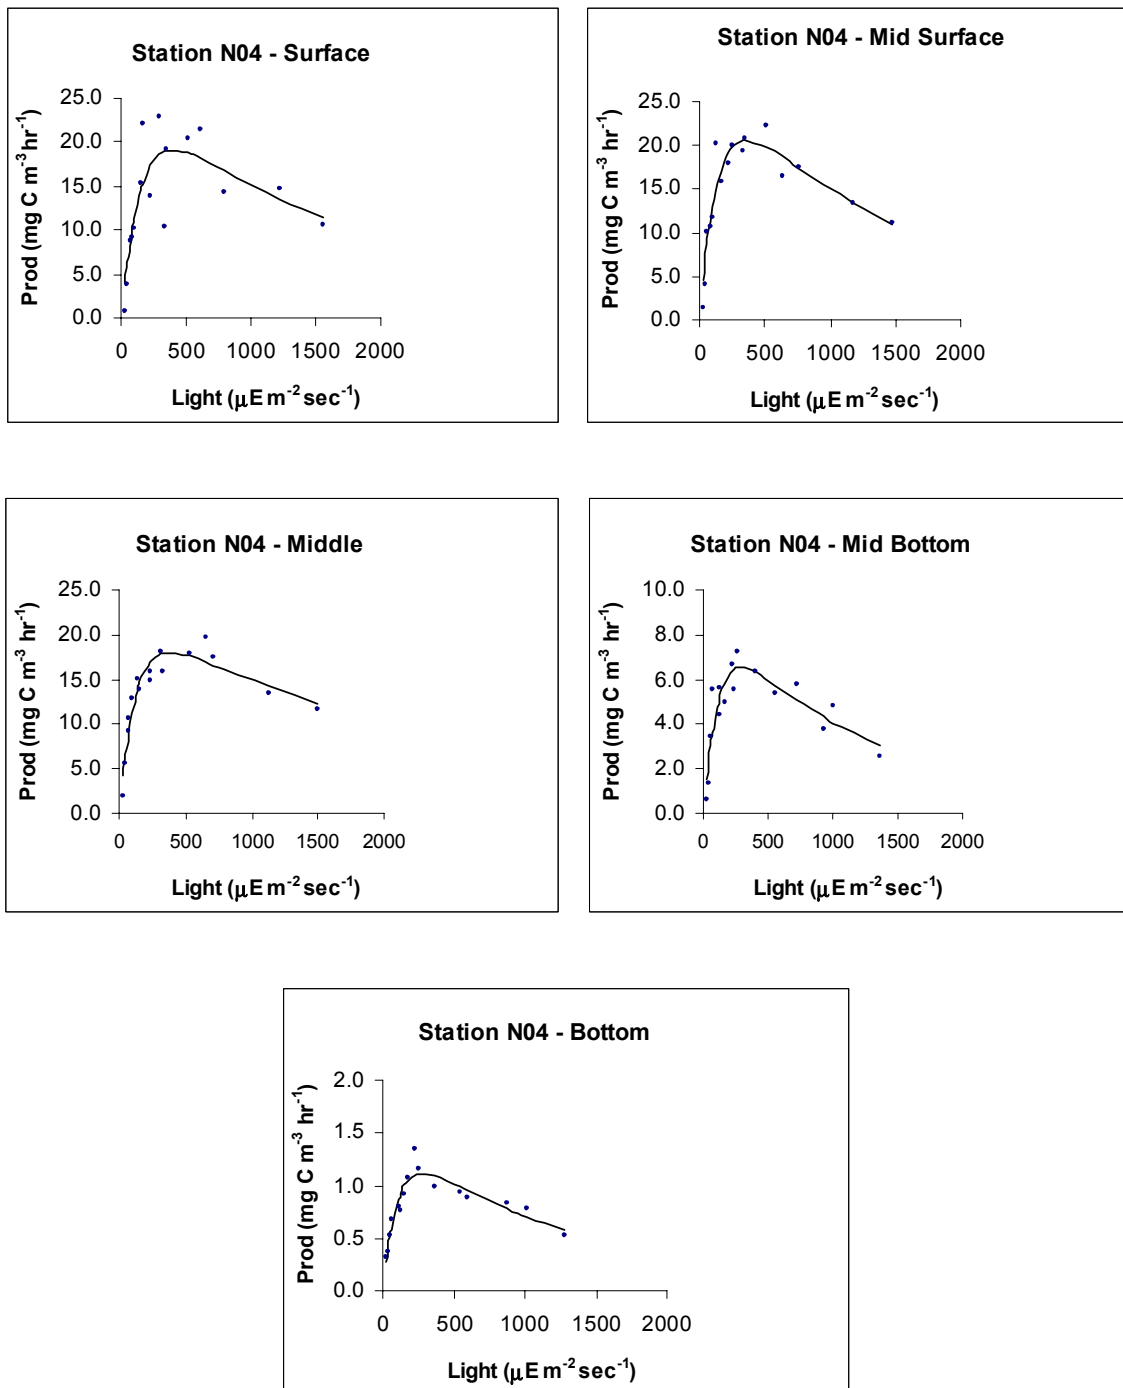 Station N04 - Surface
Prod (mg C m⁻³ hr⁻¹)
25.0
20.0
15.0
10.0
5.0
0.0
0 500 1000 1500 2000
Light (μE m⁻² sec⁻¹)
Station N04 - Mid Surface
Prod (mg C m⁻³ hr⁻¹)
25.0
20.0
15.0
10.0
5.0
0.0
0 500 1000 1500 2000
Light (μE m⁻² sec⁻¹)
Station N04 - Middle
Prod (mg C m⁻³ hr⁻¹)
25.0
20.0
15.0
10.0
5.0
0.0
0 500 1000 1500 2000
Light (μE m⁻² sec⁻¹)
Station N04 - Mid Bottom
Prod (mg C m⁻³ hr⁻¹)
10.0
8.0
6.0
4.0
2.0
0.0
0 500 1000 1500 2000
Light (μE m⁻² sec⁻¹)
Station N04 - Bottom
Prod (mg C m⁻³ hr⁻¹)
2.0
1.5
1.0
0.5
0.0
0 500 1000 1500 2000
Light (μE m⁻² sec⁻¹)